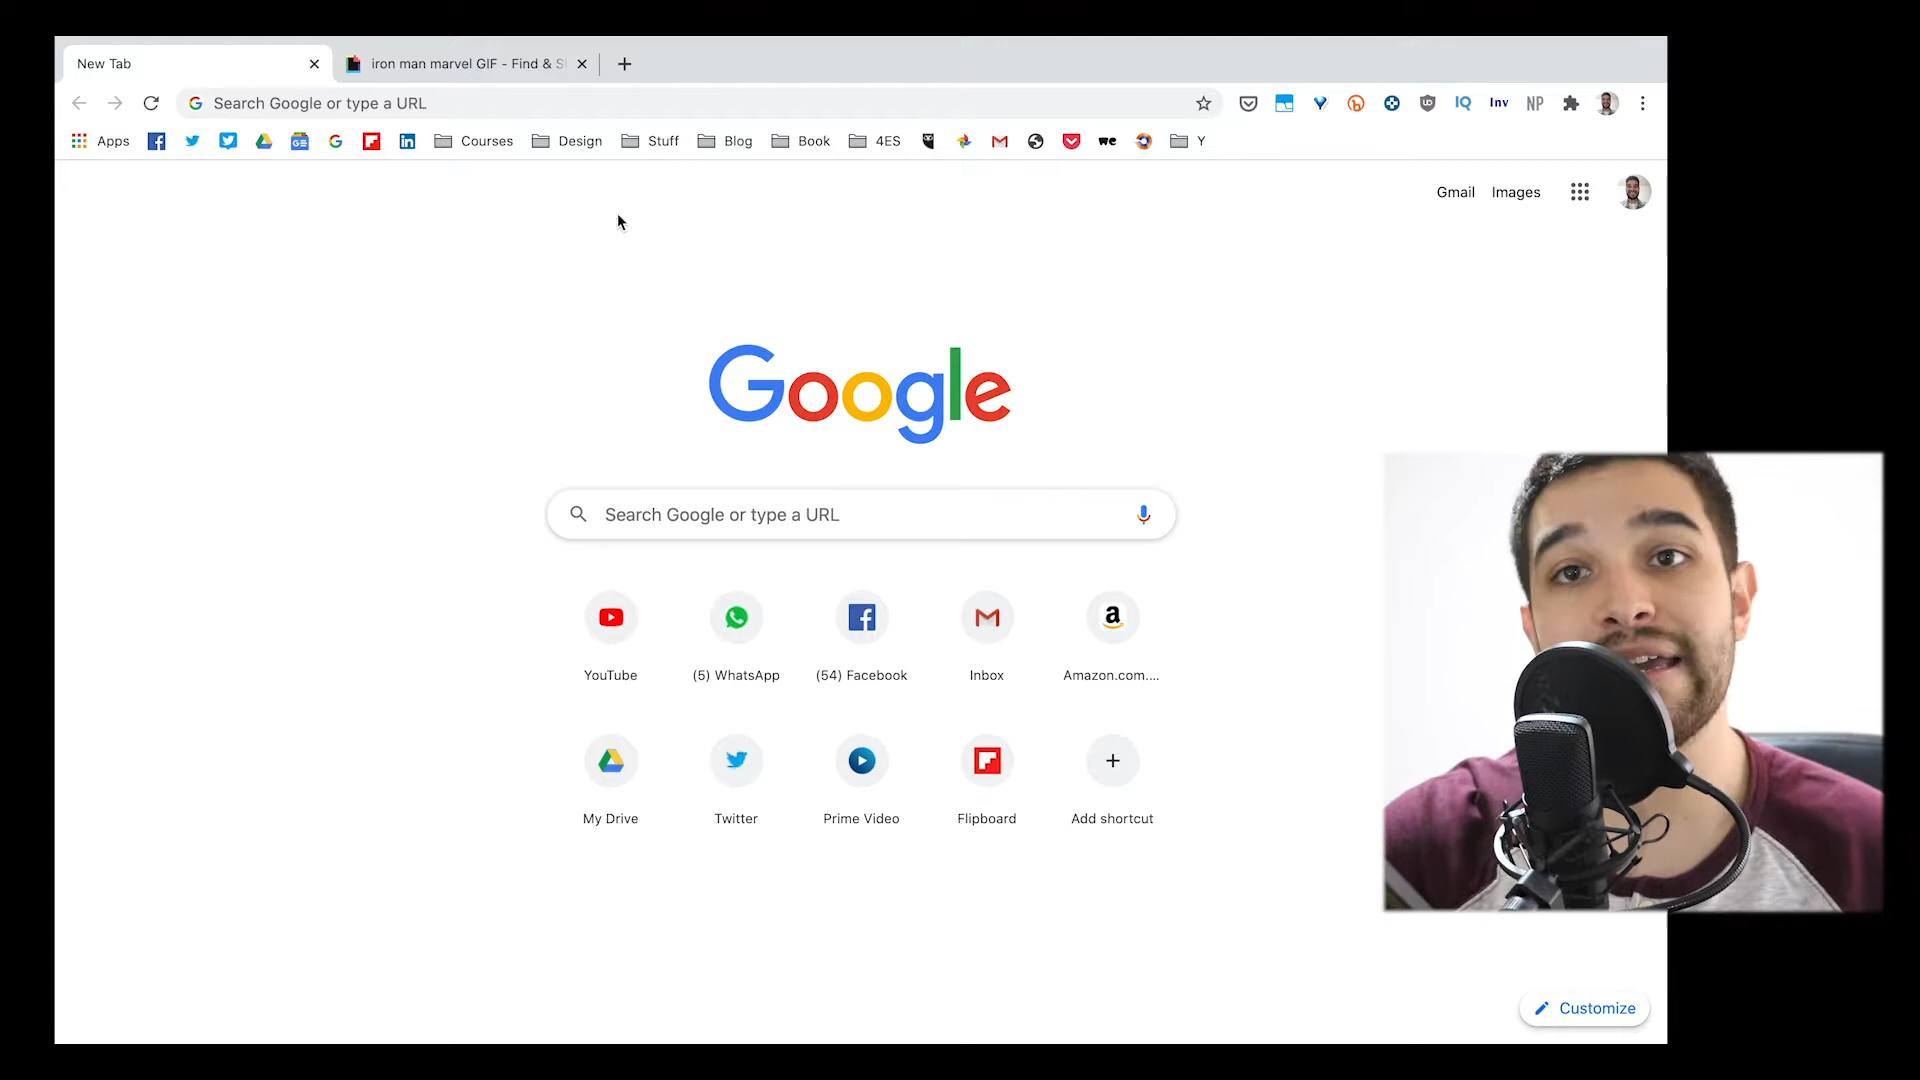 New Tab
iron man marvel GIF - Find & S
Search Google or type a URL
IQ
Inv
NP
Apps
Courses
Design
Stuff
Blog
Book
4ES
we
Y
Gmail
Images
Google
Search Google or type a URL
YouTube
(5) WhatsApp
(54) Facebook
Inbox
Amazon.com....
My Drive
Twitter
Prime Video
Flipboard
Add shortcut
Customize